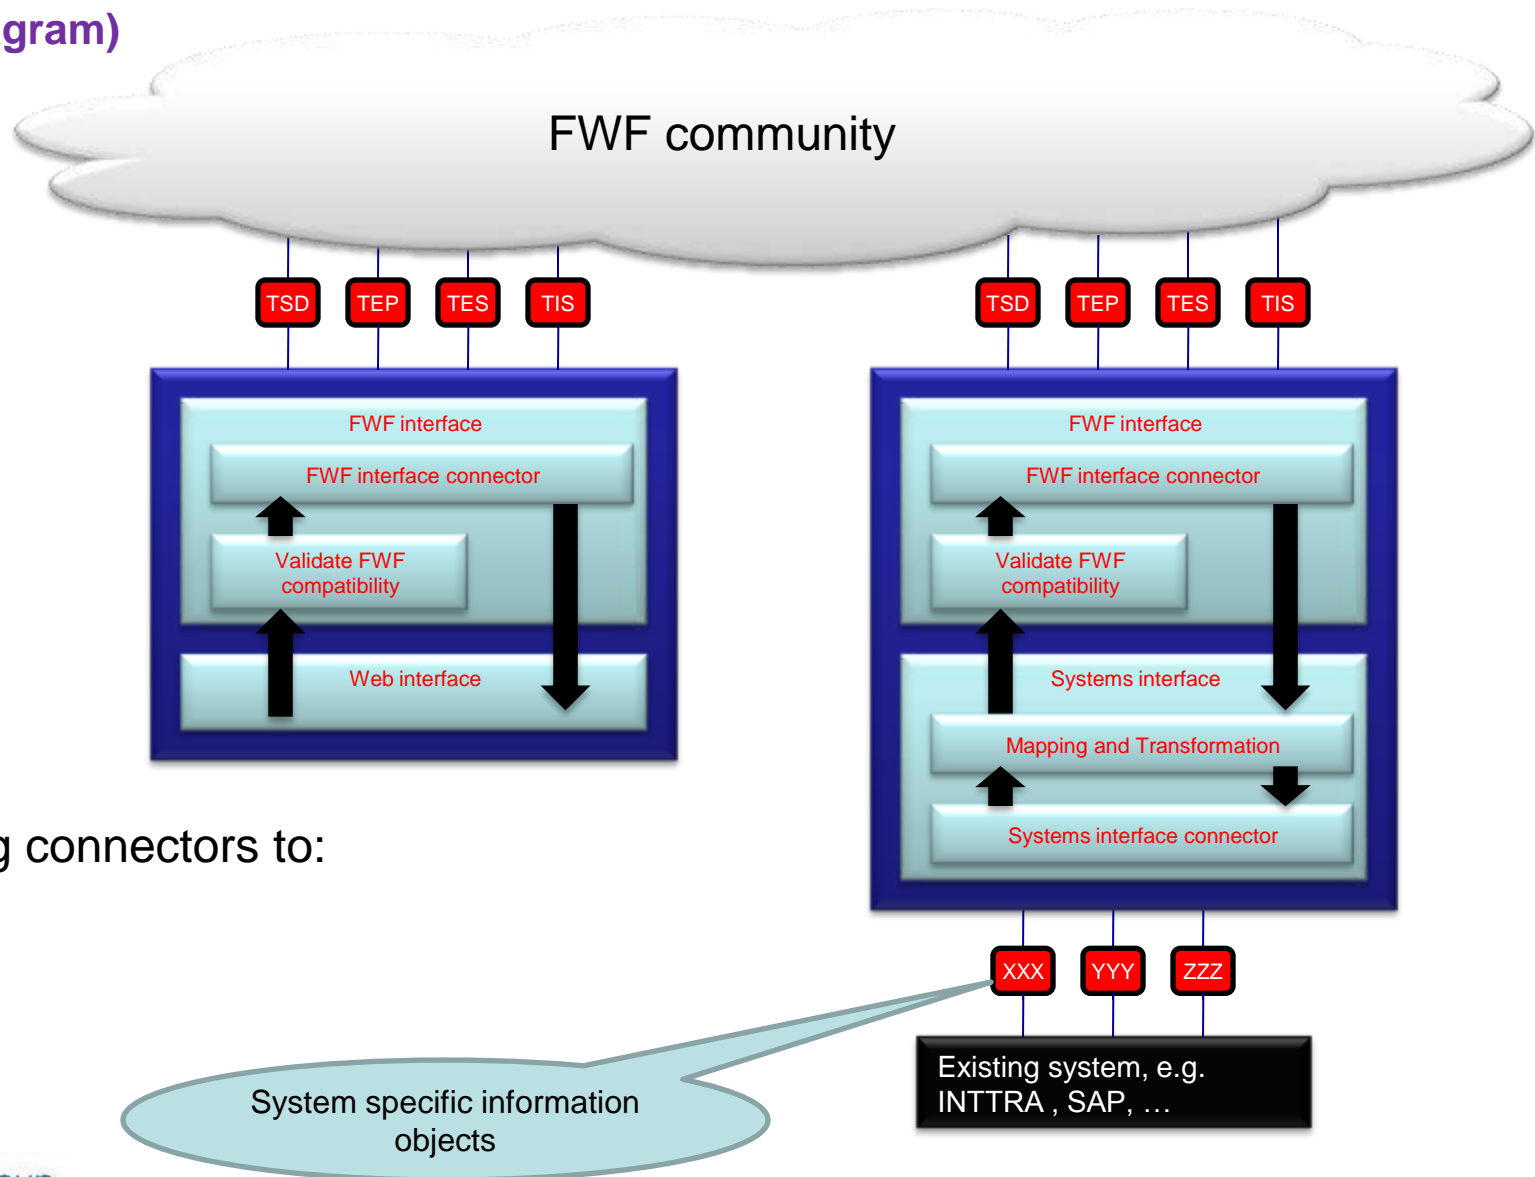 gram)
FWF community
TSD TEP TES TIS
TSD TEP TES TIS
FWF interface
FWF interface connector
Validate FWF
compatibility
Web interface
FWF interface
FWF interface connector
Validate FWF
compatibility
Systems interface
Mapping and Transformation
Systems interface connector
g connectors to:
XXX YYY ZZZ
Existing system, e.g.
INTTRA , SAP, …
System specific information
objects